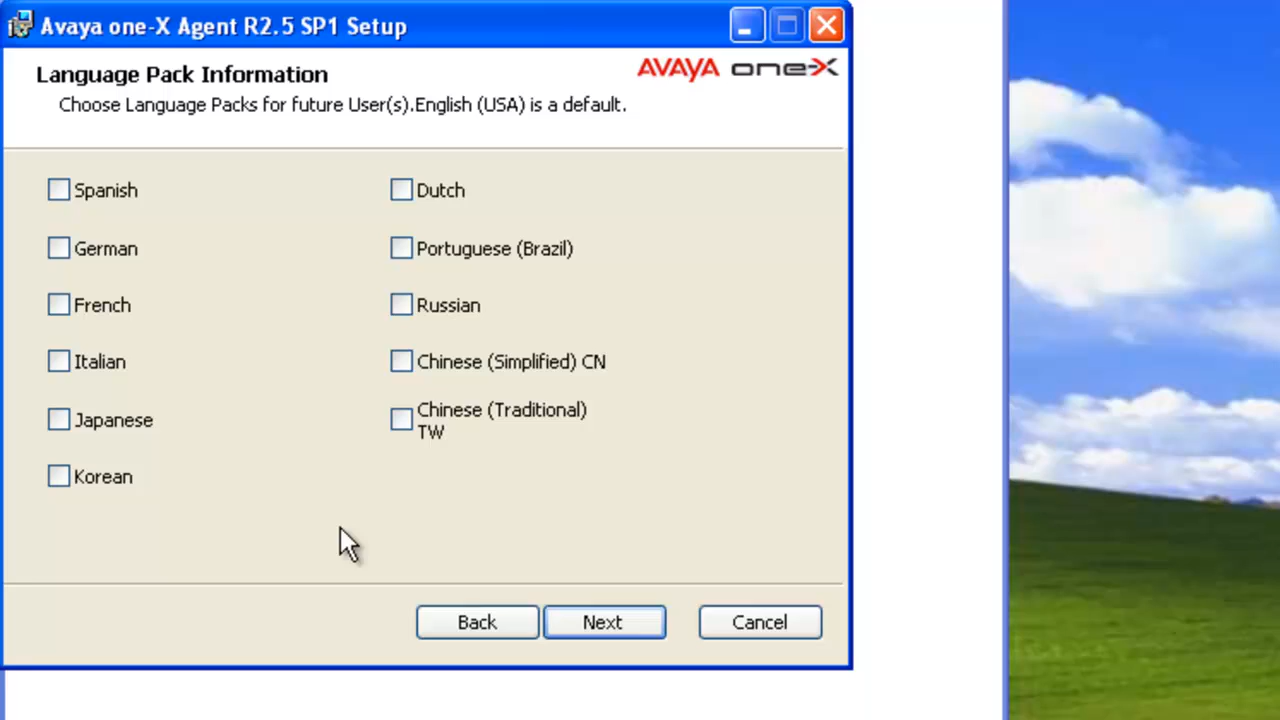 Avaya one-X Agent R2.5 SP1 Setup
Language Pack Information
AVAYA one-X
Choose Language Packs for future User(s).English (USA) is a default.
Spanish
German
French
Italian
Japanese
Korean
Dutch
Portuguese (Brazil)
Russian
Chinese (Simplified) CN
Chinese (Traditional)
TW
Back
Next
Cancel